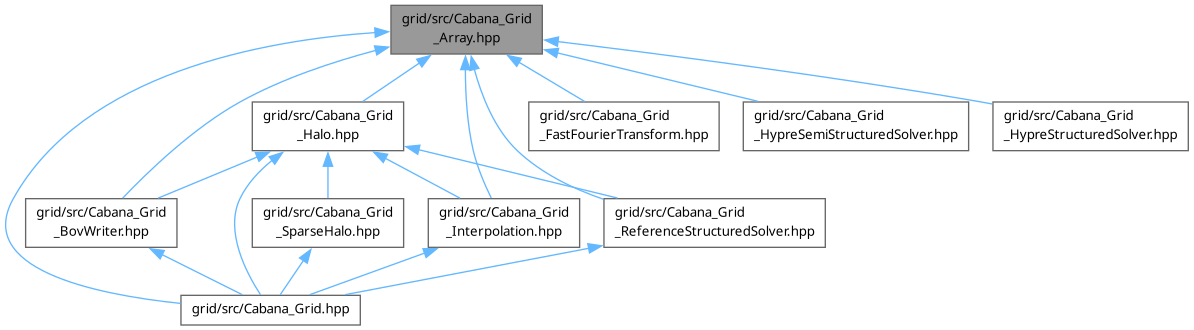 grid/src/Cabana_Grid
_Array.hpp
grid/src/Cabana_Grid
_Halo.hpp
grid/src/Cabana_Grid
_FastFourierTransform.hpp
grid/src/Cabana_Grid
_HypreSemiStructuredSolver.hpp
grid/src/Cabana_Grid
_HypreStructuredSolver.hpp
grid/src/Cabana_Grid
_BovWriter.hpp
grid/src/Cabana_Grid
_SparseHalo.hpp
grid/src/Cabana_Grid
_Interpolation.hpp
grid/src/Cabana_Grid
_ReferenceStructuredSolver.hpp
grid/src/Cabana_Grid.hpp